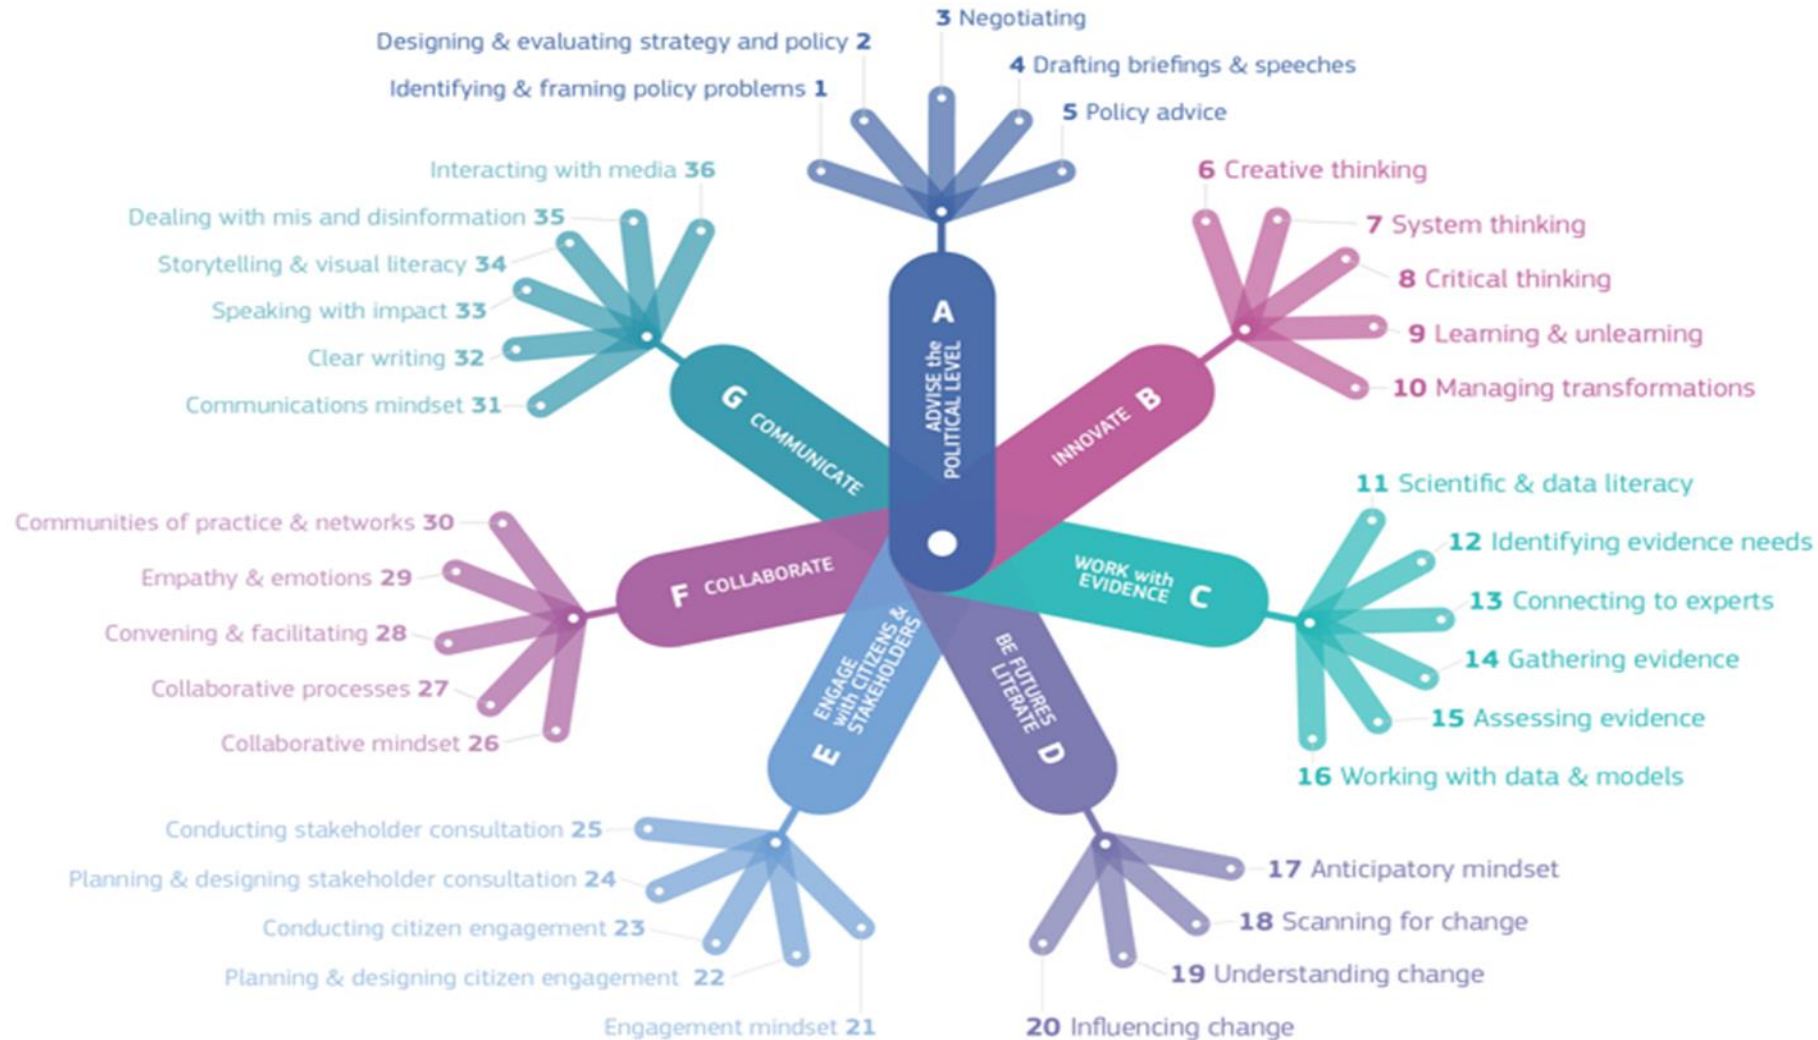 3 Negotiating
Designing & evaluating strategy and policy 2
4 Drafting briefings & speeches
Identifying & framing policy problems 1
5 Policy advice
A
ADVISE the
POLITICAL LEVEL
6 Creative thinking
7 System thinking
8 Critical thinking
9 Learning & unlearning
10 Managing transformations
INNOVATE B
11 Scientific & data literacy
12 Identifying evidence needs
13 Connecting to experts
14 Gathering evidence
15 Assessing evidence
16 Working with data & models
WORK with
EVIDENCE
C
BE FUTURES
LITERATE
D
17 Anticipatory mindset
18 Scanning for change
19 Understanding change
20 Influencing change
ENGAGE
with CITIZENS &
STAKEHOLDERS
E
Conducting stakeholder consultation 25
Planning & designing stakeholder consultation 24
Conducting citizen engagement 23
Planning & designing citizen engagement 22
Engagement mindset 21
F COLLABORATE
Communities of practice & networks 30
Empathy & emotions 29
Convening & facilitating 28
Collaborative processes 27
Collaborative mindset 26
G COMMUNICATE
Interacting with media 36
Dealing with mis and disinformation 35
Storytelling & visual literacy 34
Speaking with impact 33
Clear writing 32
Communications mindset 31